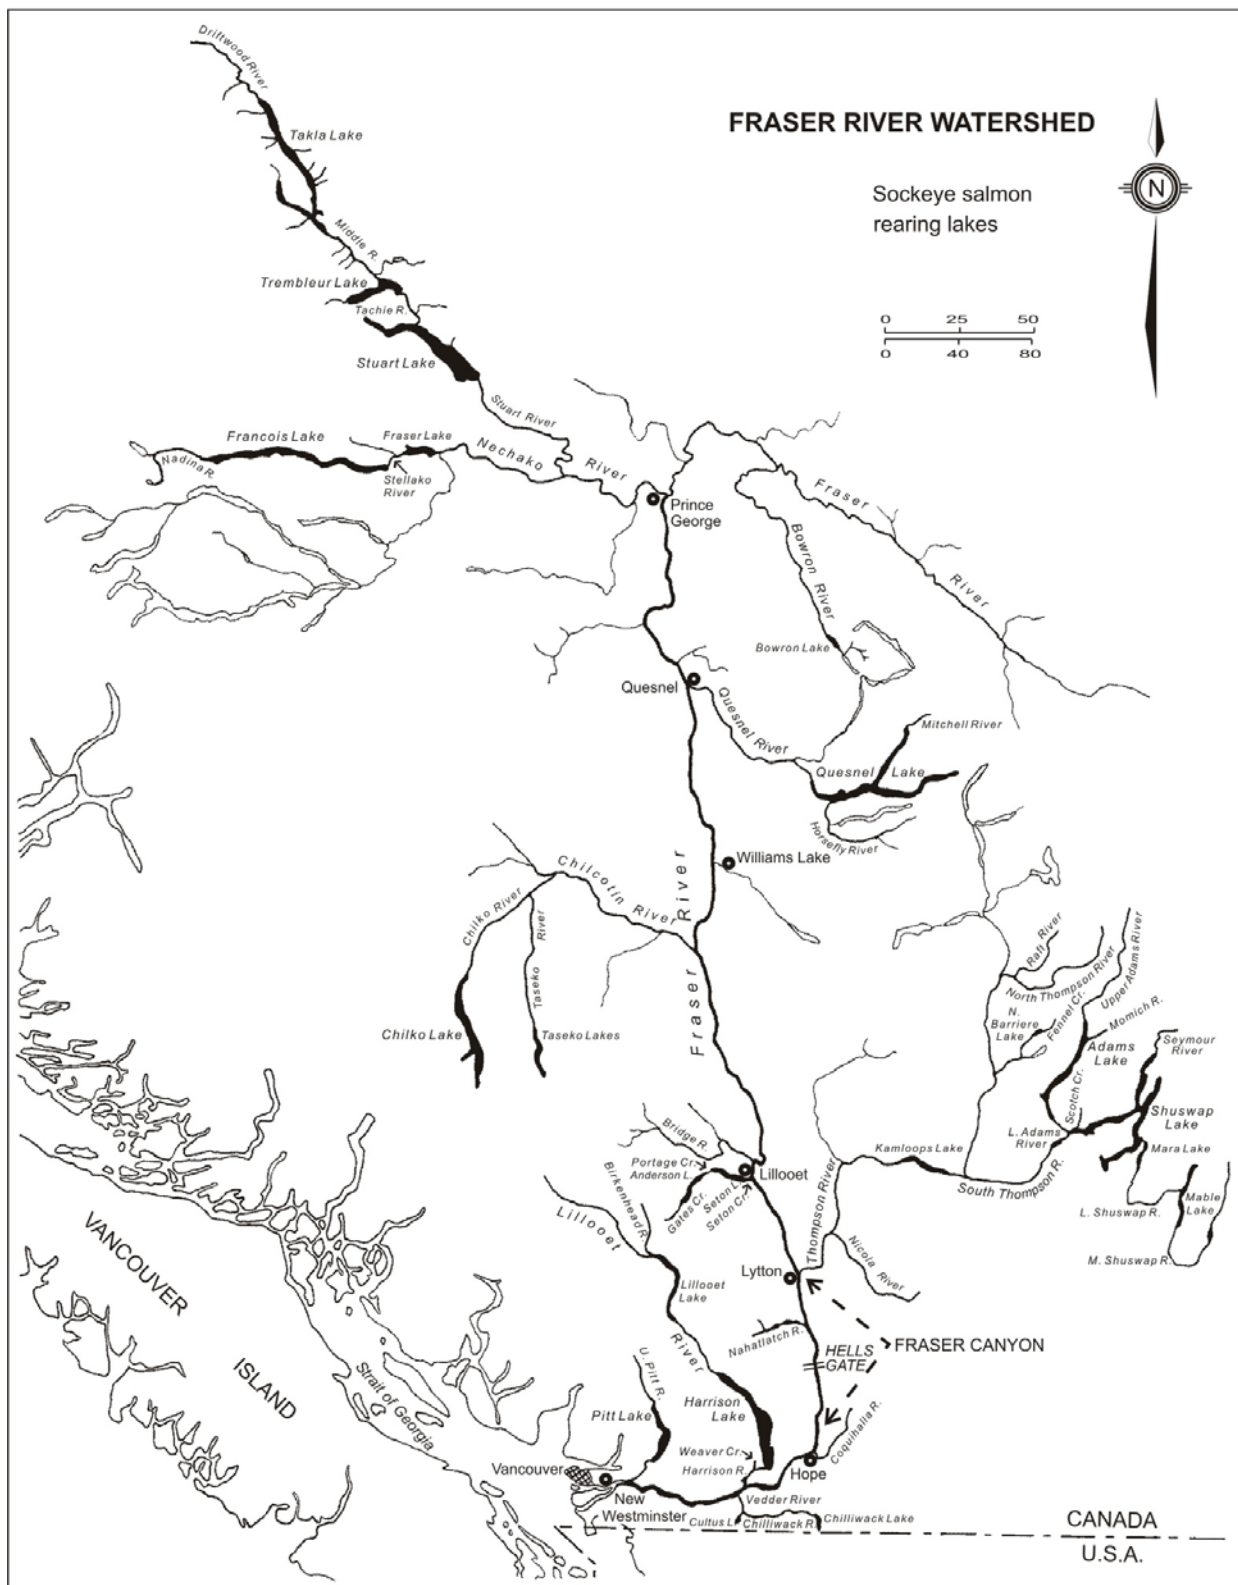 Driftwood River
FRASER RIVER WATERSHED
Takla Lake
N
Sockeye salmon
rearing lakes
Middle R.
Trembleur Lake
Tachie R.
0 25 50
0 40 80
Stuart Lake
Stuart River
Francois Lake
Fraser Lake
Nechako River
Nadina R.
Stellako
River
Fraser River
Prince
George
Bowron River
Bowron Lake
Quesnel
Quesnel River
Mitchell River
Quesnel Lake
Horsefly River
Williams Lake
Chilcotin River
Fraser River
Chilko River
Taseko River
Raft River
North Thompson River
Upper Adams River
N.
Barriere
Lake
Fennel Cr.
Momich R.
Chilko Lake
Taseko Lakes
Adams
Lake
Seymour
River
Scotch Cr.
Shuswap
Lake
L. Adams
River
Mara Lake
Bridge R.
Kamloops Lake
Portage Cr.
Anderson L.
Lillooet
Birkenhead R.
Gates Cr.
Seton L.
Seton Cr.
South Thompson R.
Mable
Lake
L. Shuswap R.
Thompson River
Lillooet River
Nicola River
M. Shuswap R.
VANCOUVER ISLAND
Lytton
Lillooet
Lake
Nahatlatch R.
HELLS
GATE
FRASER CANYON
U. Pitt R.
Strait of Georgia
Pitt Lake
Harrison
Lake
Coquihalla R.
Weaver Cr.
Harrison R.
Hope
Vancouver
New
Westminster
Vedder River
Cultus L.
Chilliwack R.
Chilliwack Lake
CANADA
U.S.A.